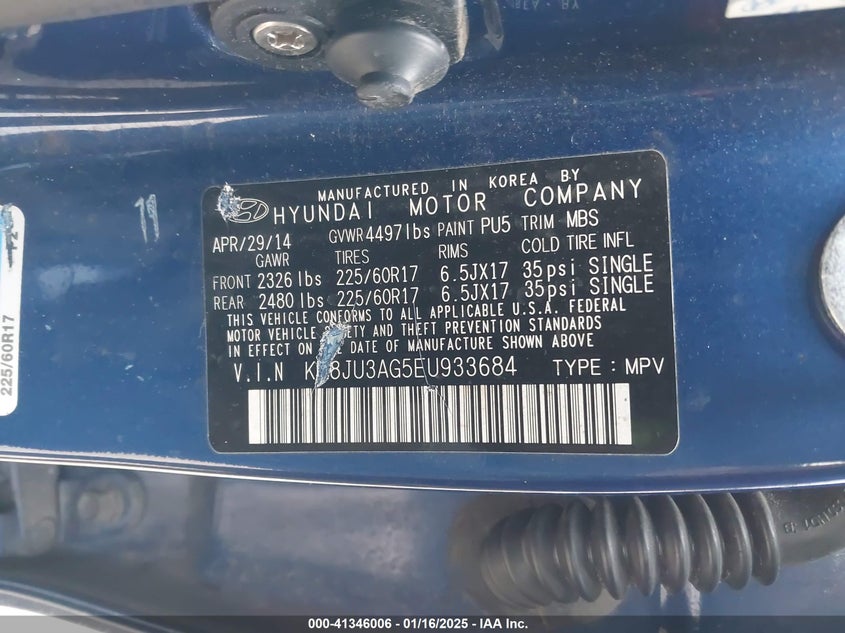 MANUFACTURED IN KOREA BY
HYUNDAI MOTOR COMPANY
APR/29/14 GVWR 4497 lbs PAINT PU5 TRIM MBS
GAWR TIRES RIMS COLD TIRE INFL
FRONT 2326 lbs 225/60R17 6.5JX17 35psi SINGLE
REAR 2480 lbs 225/60R17 6.5JX17 35psi SINGLE
THIS VEHICLE CONFORMS TO ALL APPLICABLE U.S.A. FEDERAL
MOTOR VEHICLE AND THEFT PREVENTION STANDARDS
IN EFFECT ON DATE OF MANUFACTURE SHOWN ABOVE
V.I.N 8JU3AG5EU933684 TYPE : MPV
225/60R17
000-41346006 - 01/16/2025 - IAA Inc.